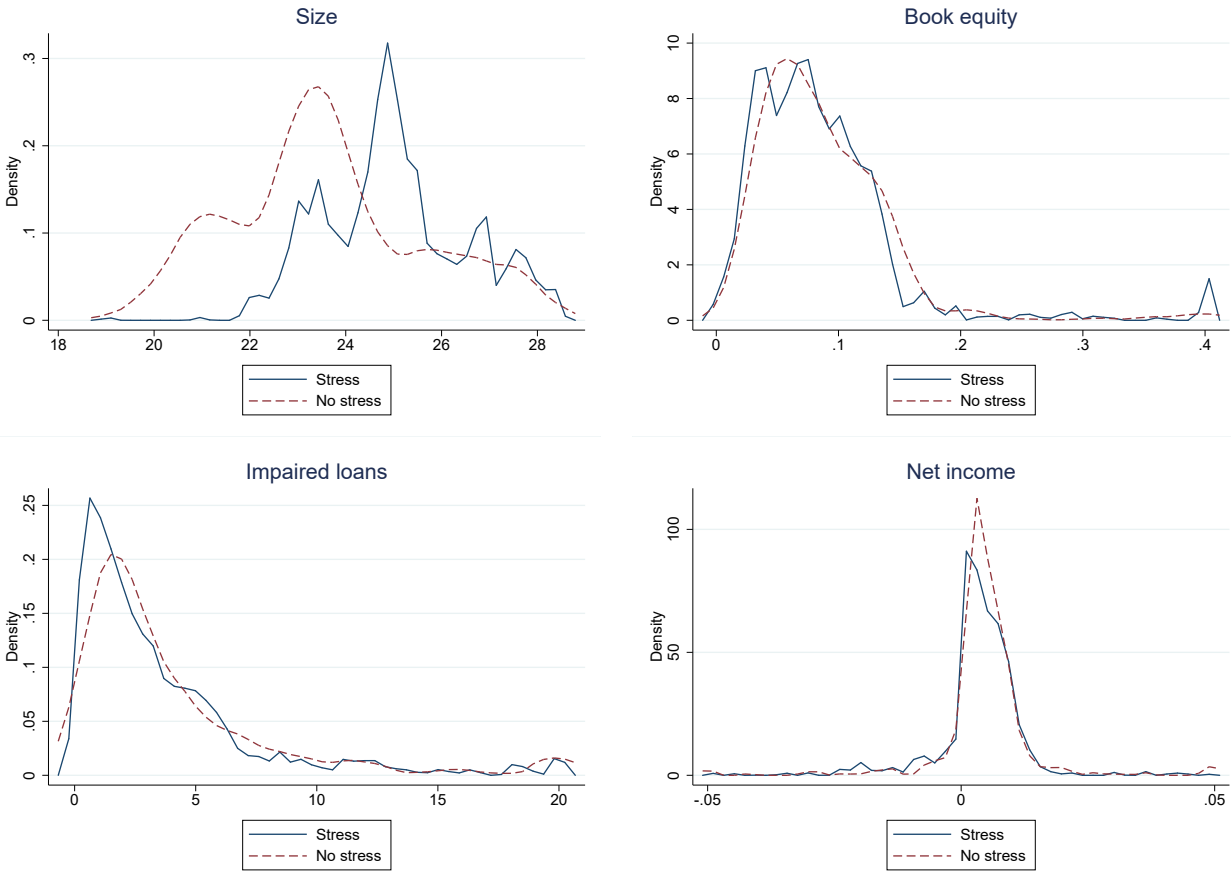 Size
Density
0
.1
.2
.3
18
20
22
24
26
28
Stress
No stress
Book equity
Density
0
2
4
6
8
10
0
.1
.2
.3
.4
Stress
No stress
Impaired loans
Density
0
.05
.1
.15
.2
.25
0
5
10
15
20
Stress
No stress
Net income
Density
0
50
100
-.05
0
.05
Stress
No stress